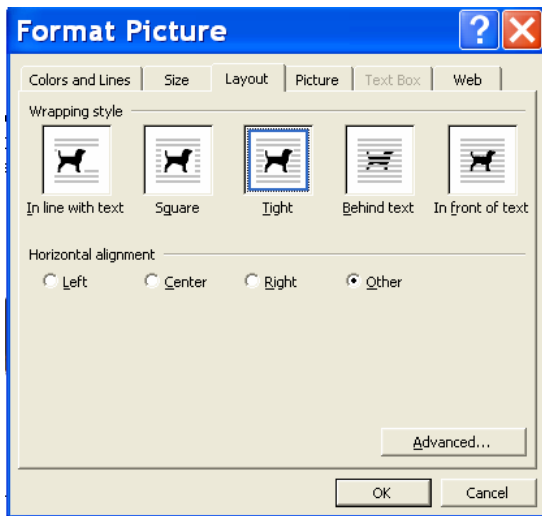 Format Picture
Colors and Lines Size Layout Picture Text Box Web
Wrapping style
In line with text Square Tight Behind text In front of text
Horizontal alignment
Left Center Right Other
Advanced...
OK Cancel